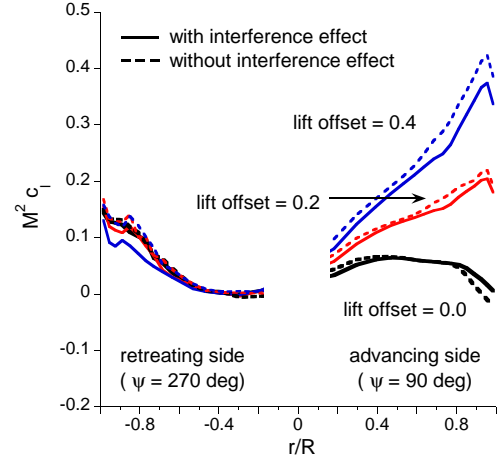 0.5
0.4
0.3
0.2
0.1
0
-0.1
-0.2
M² c_l
with interference effect
without interference effect
lift offset = 0.4
lift offset = 0.2
lift offset = 0.0
retreating side
( ψ = 270 deg)
advancing side
( ψ = 90 deg)
-0.8 -0.4 0 0.4 0.8
r/R